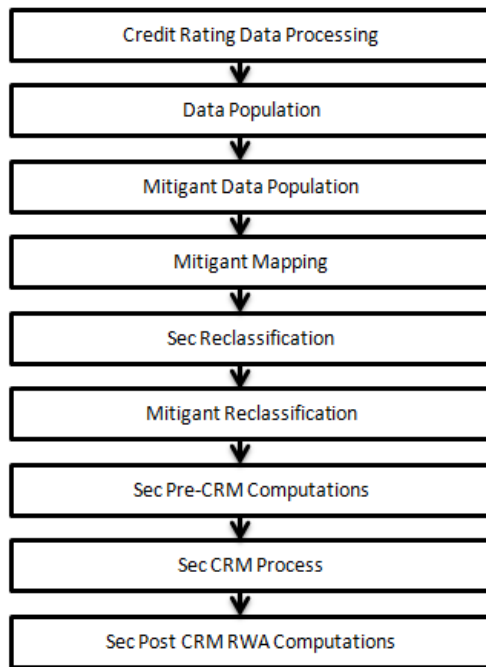 Credit Rating Data Processing
Data Population
Mitigant Data Population
Mitigant Mapping
Sec Reclassification
Mitigant Reclassification
Sec Pre-CRM Computations
Sec CRM Process
Sec Post CRM RWA Computations